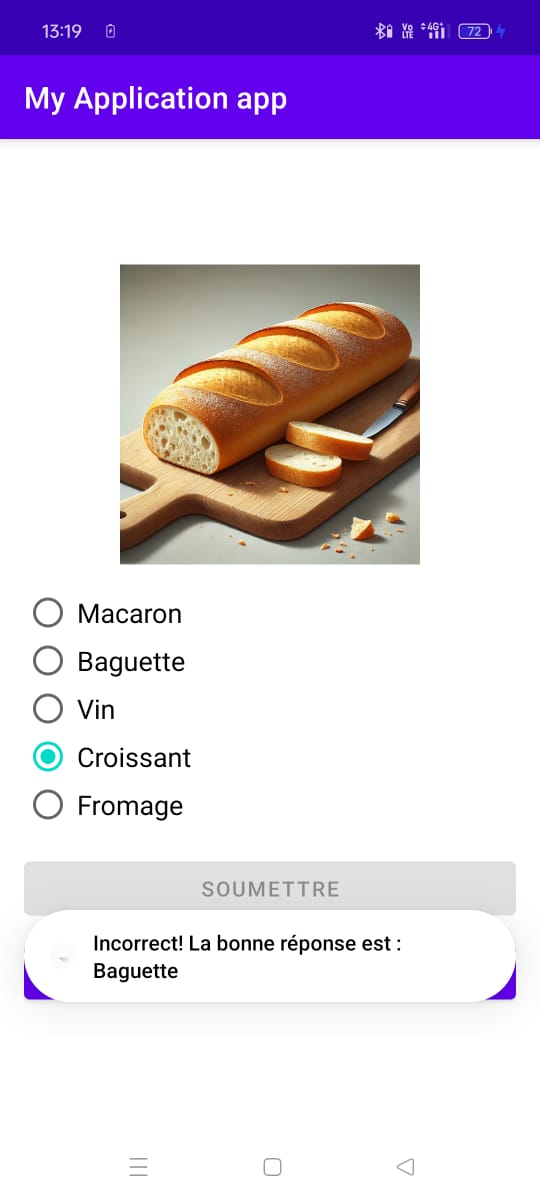 13:19 Vo LTE 4G+ 72
My Application app
Macaron
Baguette
Vin
Croissant
Fromage
SOUMETTRE
Incorrect! La bonne réponse est :
Baguette